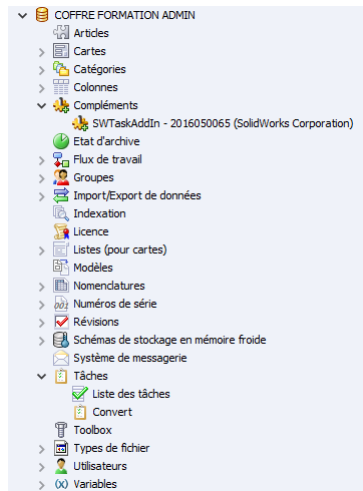 COFFRE FORMATION ADMIN
Articles
Cartes
Catégories
Colonnes
Compléments
SWTaskAddIn - 2016050065 (SolidWorks Corporation)
Etat d'archive
Flux de travail
Groupes
Import/Export de données
Indexation
Licence
Listes (pour cartes)
Modèles
Nomenclatures
001 Numéros de série
Révisions
Schémas de stockage en mémoire froide
Système de messagerie
Tâches
Liste des tâches
Convert
Toolbox
Types de fichier
Utilisateurs
(x) Variables